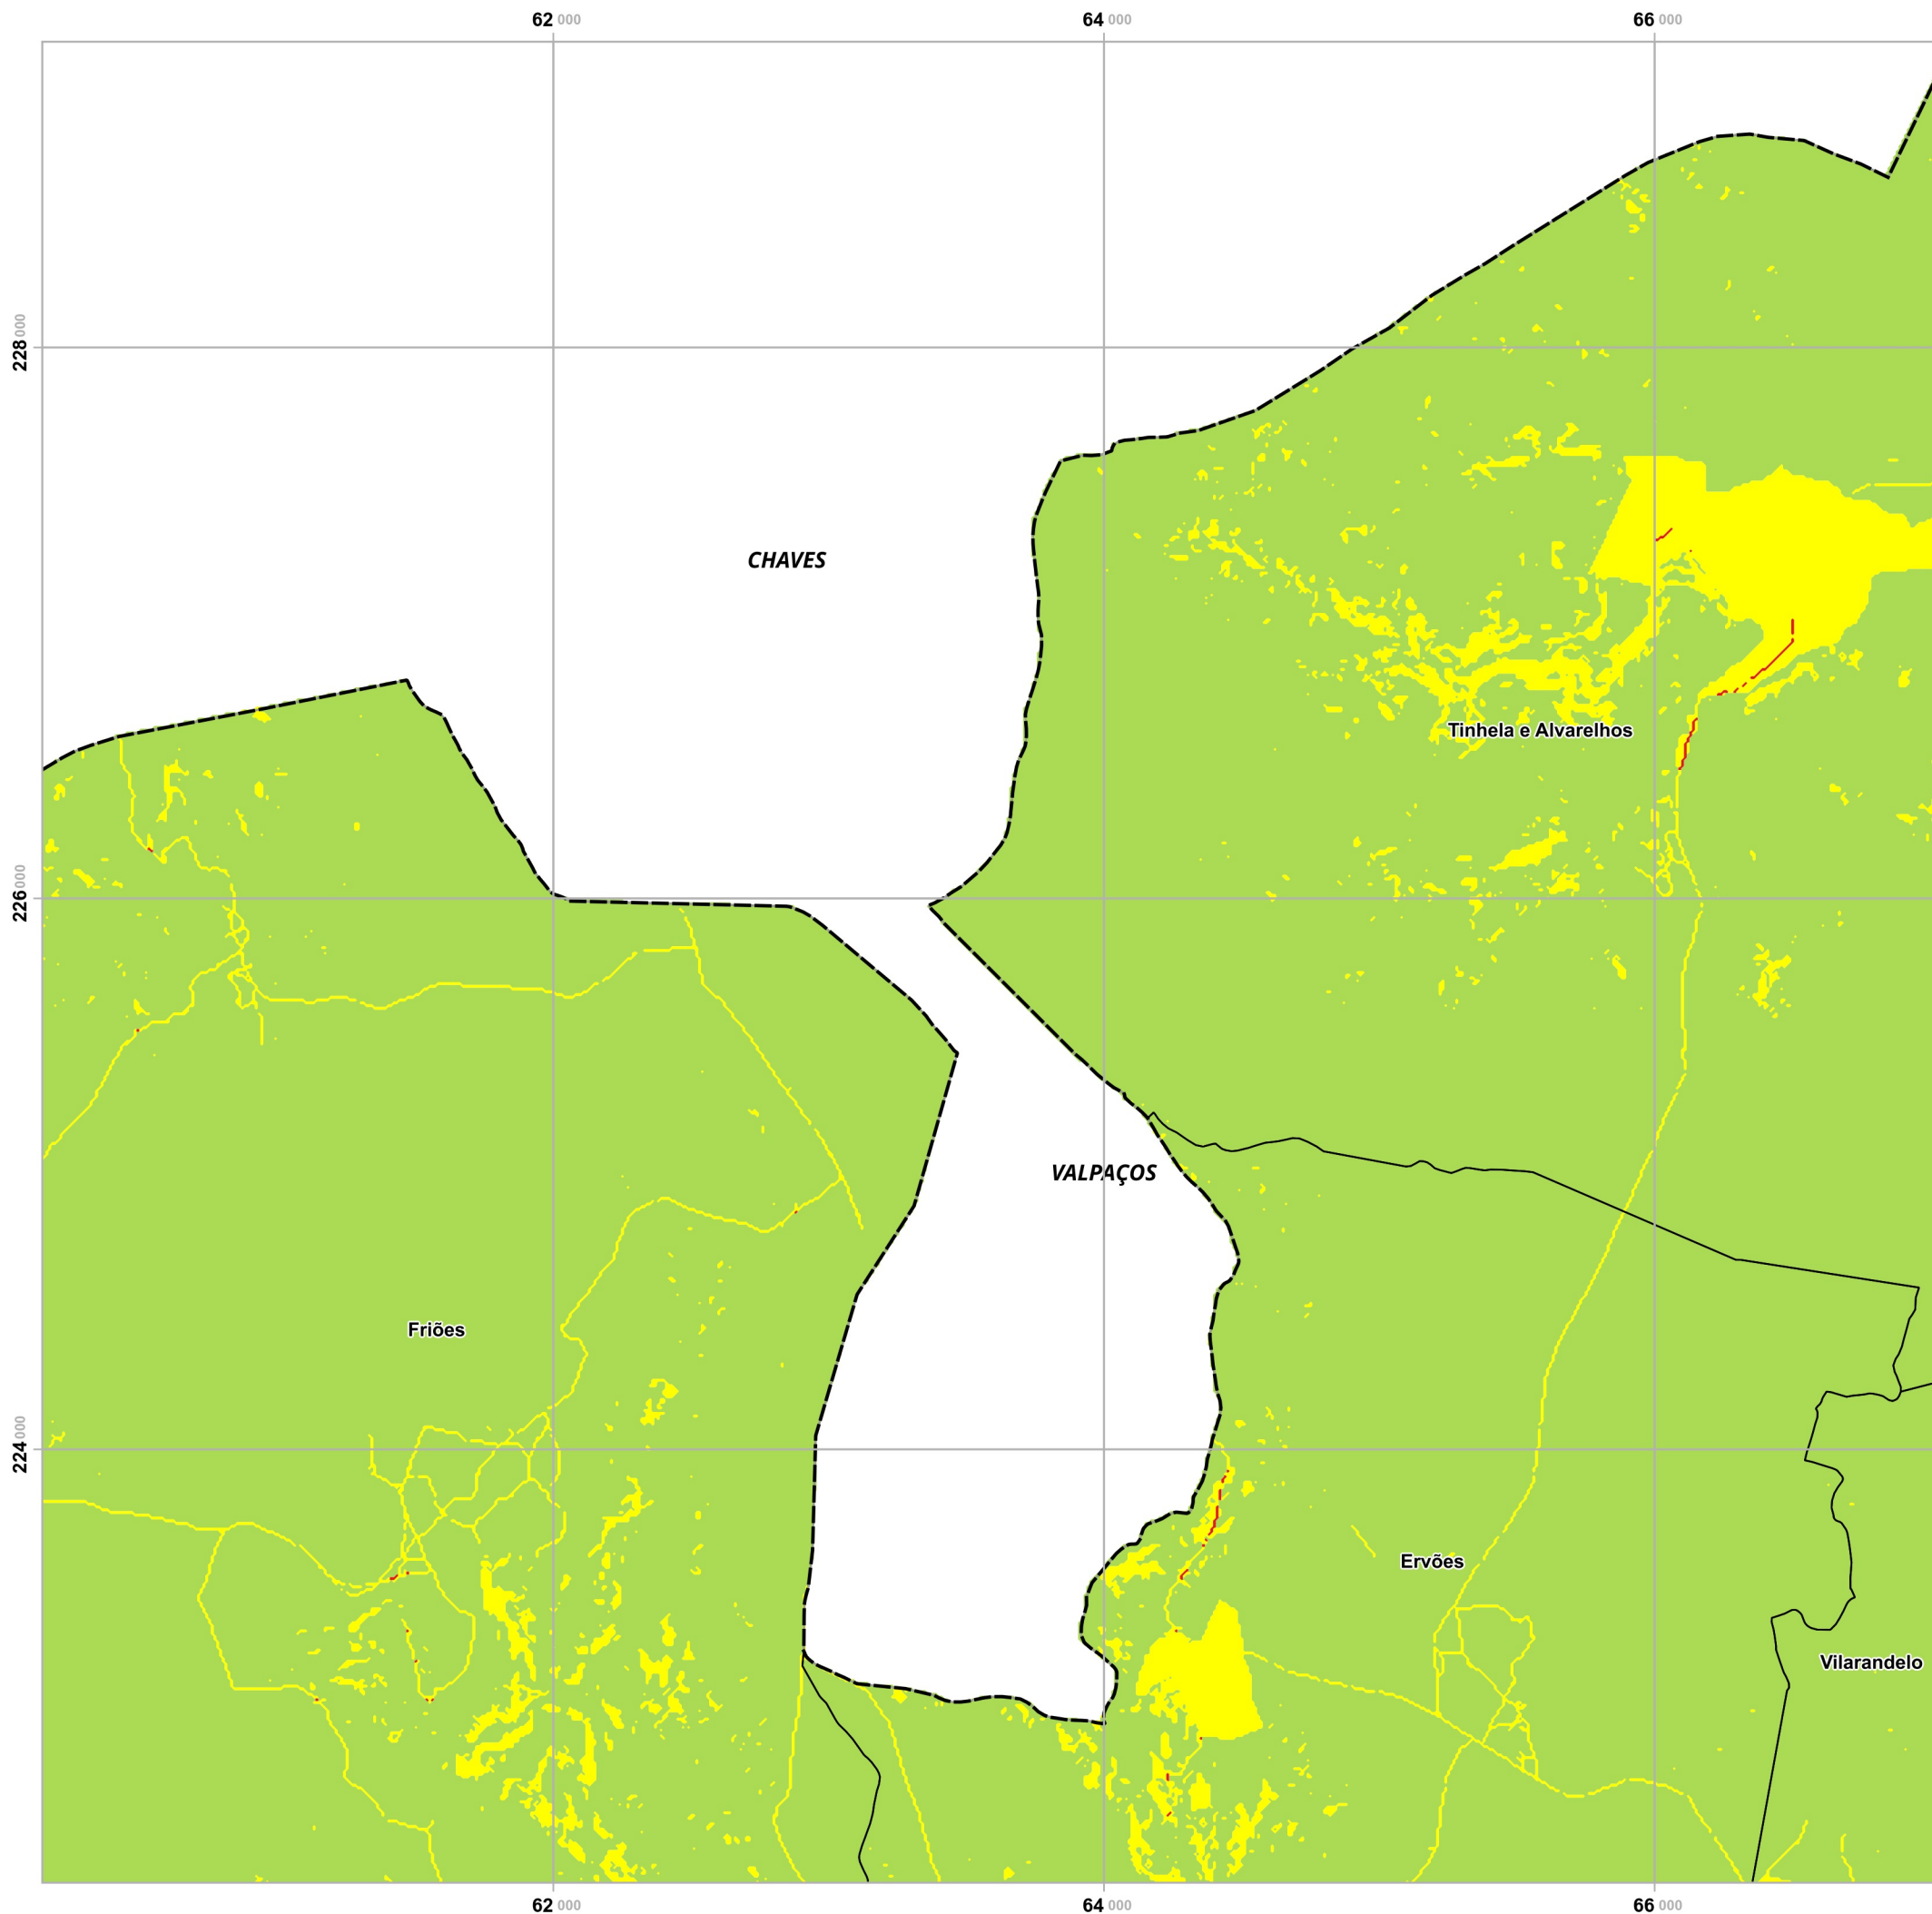 62 000 64 000 66 000
228 000
CHAVES
Tinhela e Alvarelhos
226 000
VALPAÇOS
Friões
224 000
Ervões
Vilarandelo
62 000 64 000 66 000